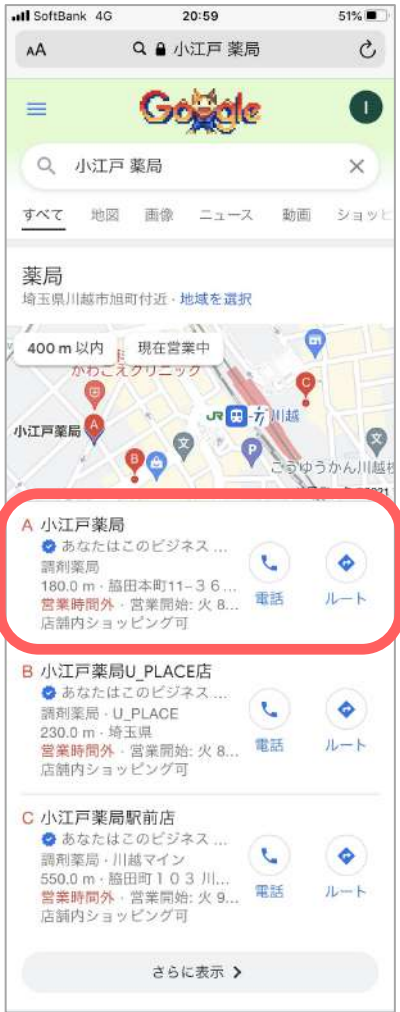 SoftBank 4G 20:59 51%
AA 小江戸 薬局
Google I
小江戸 薬局
すべて 地図 画像 ニュース 動画 ショッピ
薬局
埼玉県川越市旭町付近・地域を選択
400 m 以内 現在営業中
かわごえクリニック
C
JR 川越
A
小江戸薬局
B
P
こうゆうかん川越校
A 小江戸薬局
あなたはこのビジネス ...
調剤薬局
180.0 m・脇田本町11−３６...
営業時間外・営業開始: 火 8...
店舗内ショッピング可
電話 ルート
B 小江戸薬局U_PLACE店
あなたはこのビジネス ...
調剤薬局・U_PLACE
230.0 m・埼玉県
営業時間外・営業開始: 火 8...
店舗内ショッピング可
電話 ルート
C 小江戸薬局駅前店
あなたはこのビジネス ...
調剤薬局・川越マイン
550.0 m・脇田町１０３ 川...
営業時間外・営業開始: 火 9...
店舗内ショッピング可
電話 ルート
さらに表示